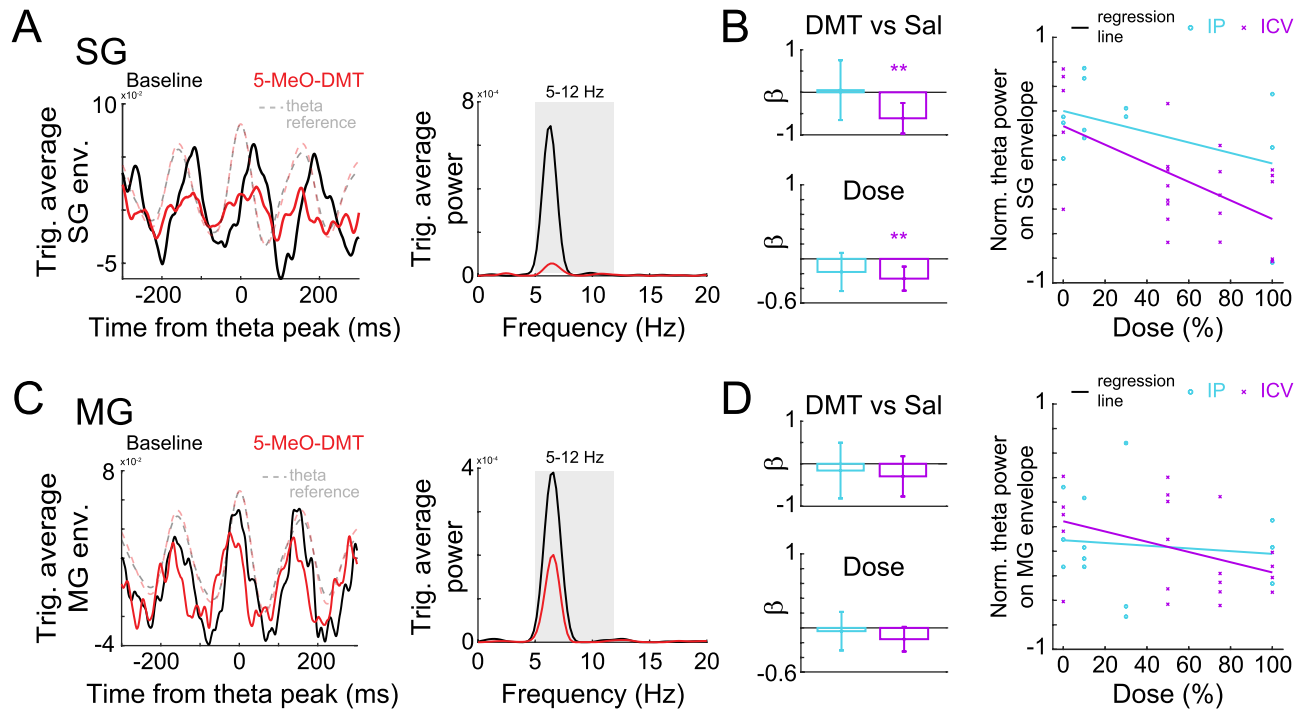 A
SG
Baseline
5-MeO-DMT
theta
reference
x10⁻²
10
-5
Trig. average
SG env.
-200
0
200
Time from theta peak (ms)
x10⁻⁴
8
0
5-12 Hz
Trig. average
power
0
5
10
15
20
Frequency (Hz)
B
DMT vs Sal
1
β
-1
**
Dose
1
β
-0.6
**
regression
line
IP
ICV
1
-1
Norm. theta power
on SG envelope
0
20
40
60
80
100
Dose (%)
C
MG
Baseline
5-MeO-DMT
theta
reference
x10⁻²
8
-4
Trig. average
MG env.
-200
0
200
Time from theta peak (ms)
x10⁻⁴
4
0
5-12 Hz
Trig. average
power
0
5
10
15
20
Frequency (Hz)
D
DMT vs Sal
1
β
-1
Dose
1
β
-0.6
regression
line
IP
ICV
1
-1
Norm. theta power
on MG envelope
0
20
40
60
80
100
Dose (%)